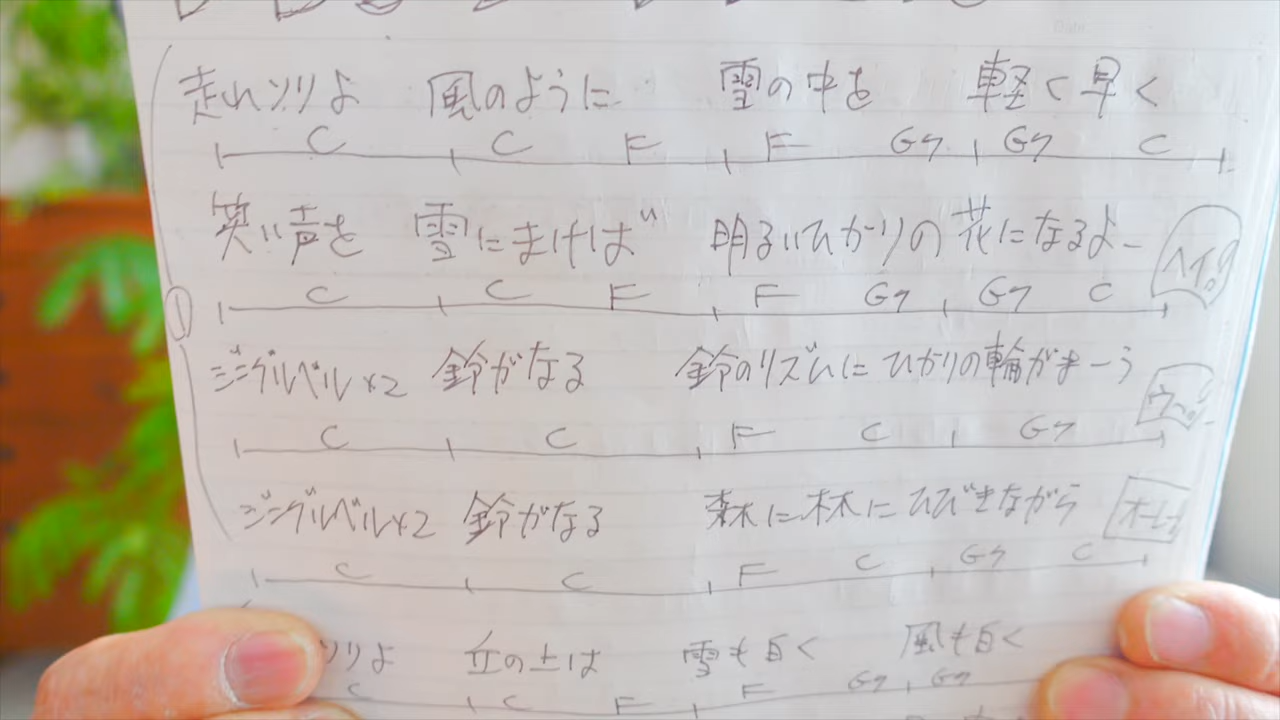 走れソリよ 風のように 雪の中を 軽く早く
C C F F G7 G7 C
笑い声を 雪にまけば 明るいひかりの花になるよー ヘイ!
C C F F G7 G7 C
①
ジングルベル×2 鈴がなる 鈴のリズムにひかりの輪がまーう ウー!
C C F C G7
ジングルベル×2 鈴がなる 森に林にひびきながら オーレー
C C F C G7 C
ソリよ 丘の上は 雪も白く 風も白く
C C F F G7 G7